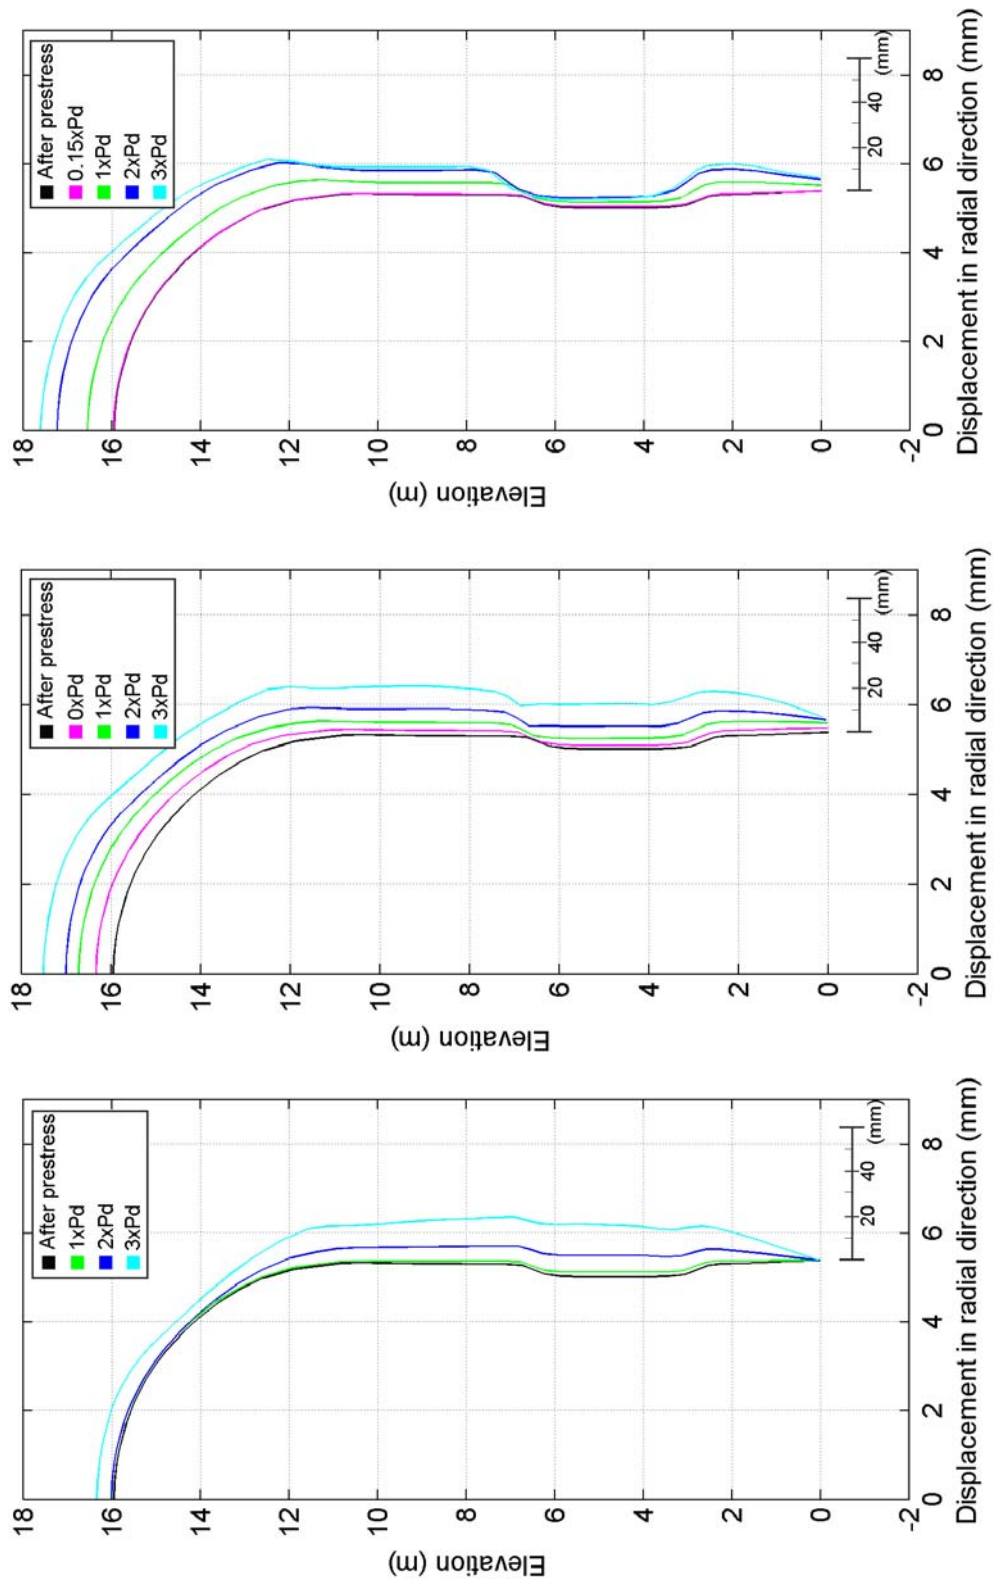 18
16
14
12
10
8
6
4
2
0
-2
Elevation (m)
After prestress
1xPd
2xPd
3xPd
20
40
(mm)
0
2
4
6
8
Displacement in radial direction (mm)
18
16
14
12
10
8
6
4
2
0
-2
Elevation (m)
After prestress
0xPd
1xPd
2xPd
3xPd
20
40
(mm)
0
2
4
6
8
Displacement in radial direction (mm)
18
16
14
12
10
8
6
4
2
0
-2
Elevation (m)
After prestress
0.15xPd
1xPd
2xPd
3xPd
20
40
(mm)
0
2
4
6
8
Displacement in radial direction (mm)